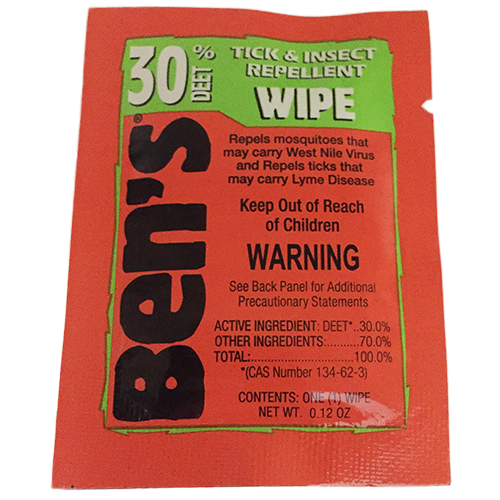 30% DEET
TICK & INSECT
REPELLENT
WIPE
Ben's®
Repels mosquitoes that
may carry West Nile Virus
and Repels ticks that
may carry Lyme Disease
Keep Out of Reach
of Children
WARNING
See Back Panel for Additional
Precautionary Statements
ACTIVE INGREDIENT: DEET*..30.0%
OTHER INGREDIENTS:..........70.0%
TOTAL:..............................100.0%
*(CAS Number 134-62-3)
CONTENTS: ONE (1) WIPE
NET WT. 0.12 OZ